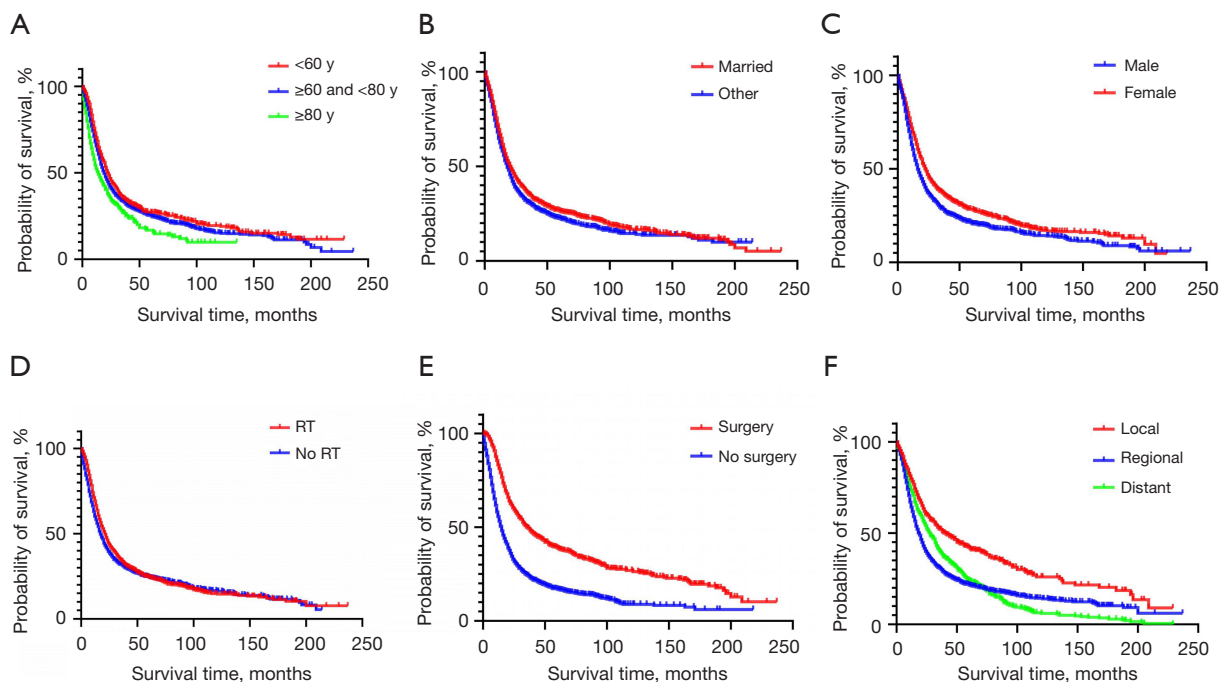 A
Probability of survival, %
100
50
0
<60 y
≥60 and <80 y
≥80 y
0 50 100 150 200 250
Survival time, months
B
Probability of survival, %
100
50
0
Married
Other
0 50 100 150 200 250
Survival time, months
C
Probability of survival, %
100
50
0
Male
Female
0 50 100 150 200 250
Survival time, months
D
Probability of survival, %
100
50
0
RT
No RT
0 50 100 150 200 250
Survival time, months
E
Probability of survival, %
100
50
0
Surgery
No surgery
0 50 100 150 200 250
Survival time, months
F
Probability of survival, %
100
50
0
Local
Regional
Distant
0 50 100 150 200 250
Survival time, months